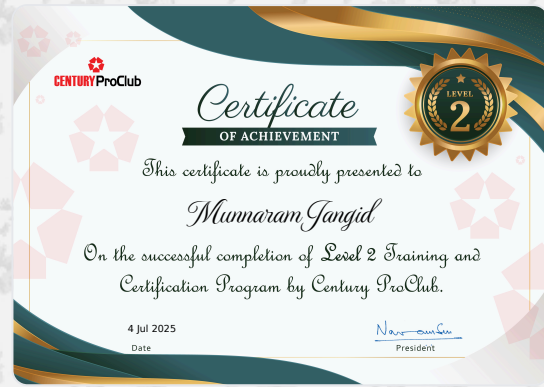 CENTURY ProClub
LEVEL
2
Certificate
OF ACHIEVEMENT
This certificate is proudly presented to
Munnaram Jangid
On the successful completion of Level 2 Training and
Certification Program by Century ProClub.
4 Jul 2025
Date
President